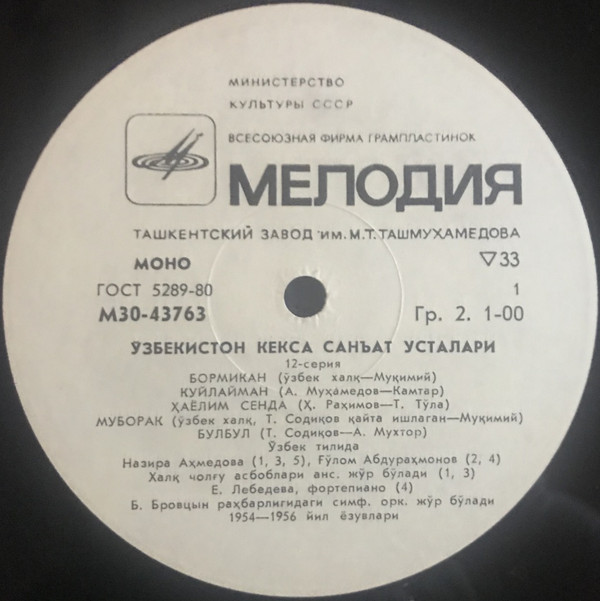 МИНИСТЕРСТВО
КУЛЬТУРЫ СССР
ВСЕСОЮЗНАЯ ФИРМА ГРАМПЛАСТИНОК
МЕЛОДИЯ
ТАШКЕНТСКИЙ ЗАВОД им. М.Т. ТАШМУХАМЕДОВА
МОНО ▽33
ГОСТ 5289-80 1
М30-43763 Гр. 2. 1-00
ЎЗБЕКИСТОН КЕКСА САНЪАТ УСТАЛАРИ
12-серия
БОРМИКАН (ўзбек халқ—Муқимий)
КУЙЛАЙМАН (А. Муҳамедов—Камтар)
ҲАЁЛИМ СЕНДА (Ҳ. Раҳимов—Т. Тўла)
МУБОРАК (ўзбек халқ, Т. Содиқов қайта ишлаган—Муқимий)
БУЛБУЛ (Т. Содиқов—А. Мухтор)
Ўзбек тилида
Назира Аҳмедова (1, 3, 5), Ғўлом Абдураҳмонов (2, 4)
Халқ чолғу асбоблари анс. жўр бўлади (1, 3)
Е. Лебедева, фортепиано (4)
Б. Бровцын раҳбарлигидаги симф. орк. жўр бўлади
1954—1956 йил ёзувлари